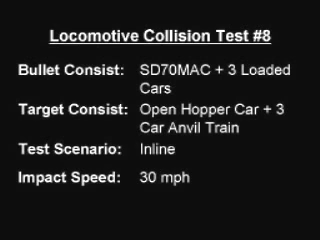 Locomotive Collision Test #8
Bullet Consist: SD70MAC + 3 Loaded
Cars
Target Consist: Open Hopper Car + 3
Car Anvil Train
Test Scenario: Inline
Impact Speed: 30 mph